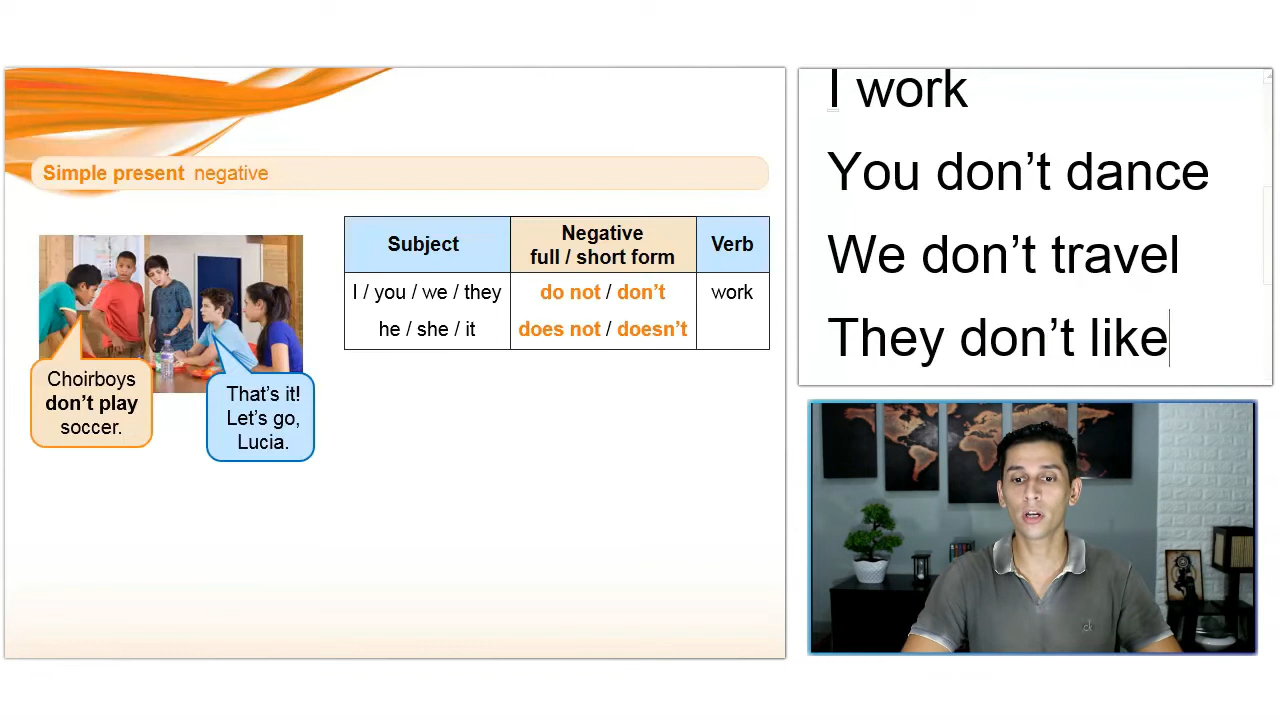 Simple present negative
Subject
Negative
full / short form
Verb
I / you / we / they
do not / don't
work
he / she / it
does not / doesn't
Choirboys
don't play
soccer.
That's it!
Let's go,
Lucia.
I work
You don't dance
We don't travel
They don't like